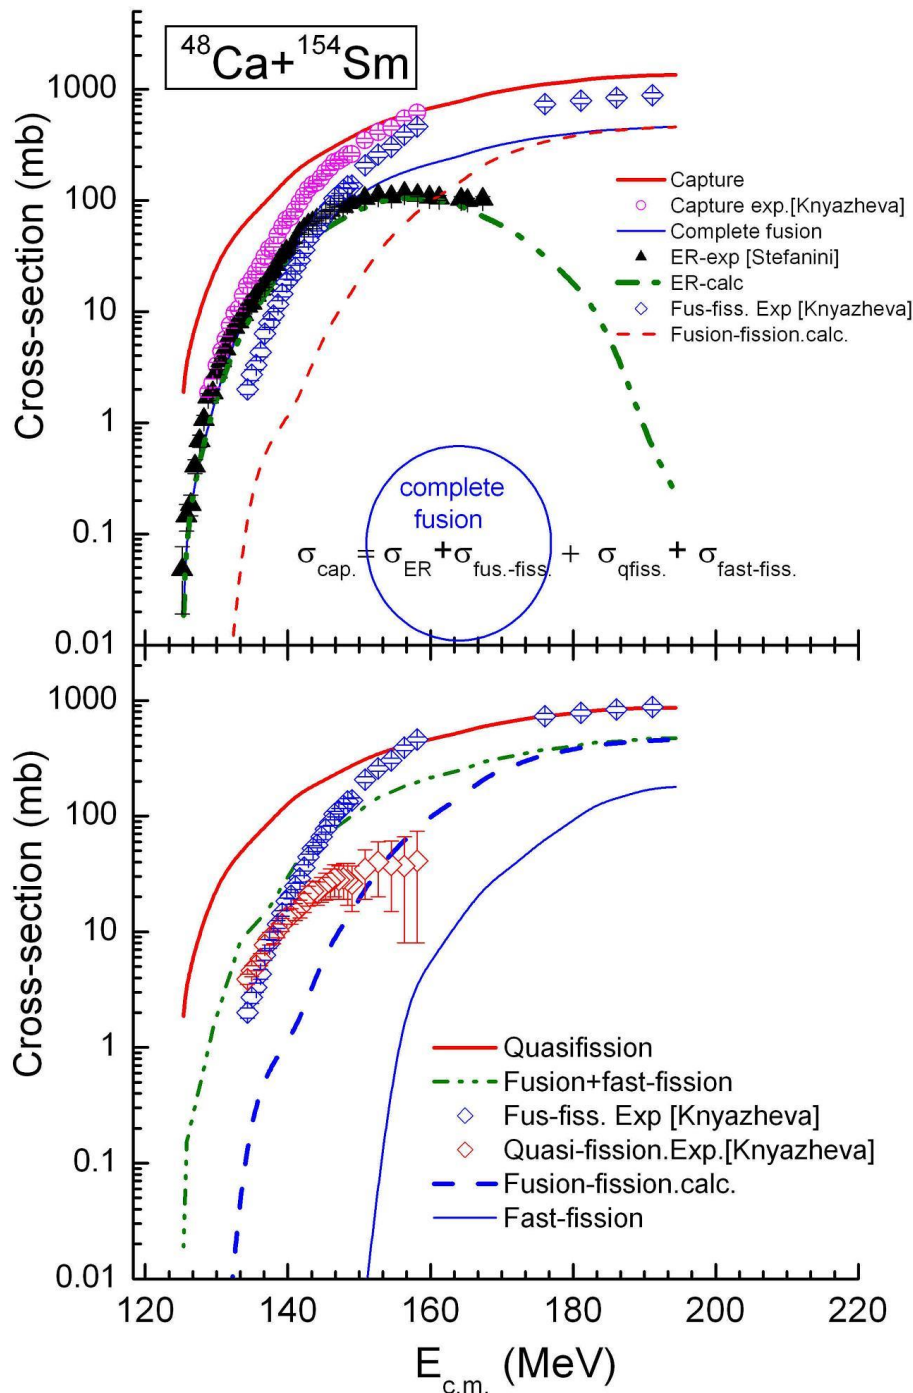 ⁴⁸Ca+¹⁵⁴Sm
1000
100
10
1
0.1
0.01
Cross-section (mb)
Capture
Capture exp.[Knyazheva]
Complete fusion
ER-exp [Stefanini]
ER-calc
Fus-fiss. Exp [Knyazheva]
Fusion-fission.calc.
complete
fusion
σcap. = σER +σfus.-fiss. + σqfiss.+ σfast-fiss.
1000
100
10
1
0.1
0.01
Cross-section (mb)
Quasifission
Fusion+fast-fission
Fus-fiss. Exp [Knyazheva]
Quasi-fission.Exp.[Knyazheva]
Fusion-fission.calc.
Fast-fission
120 140 160 180 200 220
Ec.m. (MeV)